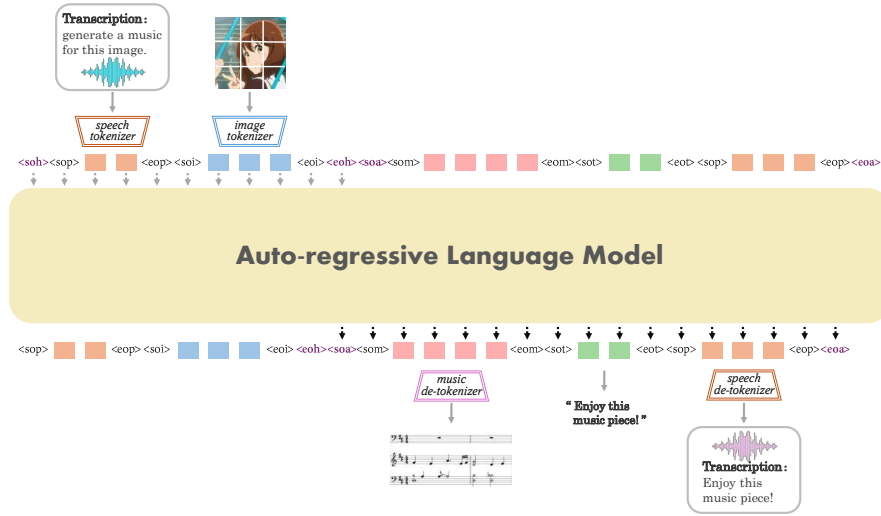 Transcription:
generate a music
for this image.
speech
tokenizer
image
tokenizer
<soh><sop> <eop><soi> <eoi><eoh><soa><som> <eom><sot> <eot><sop> <eop><eoa>
Auto-regressive Language Model
<sop> <eop><soi> <eoi><eoh><soa><som> <eom><sot> <eot><sop> <eop><eoa>
music
de-tokenizer
speech
de-tokenizer
“ Enjoy this
music piece! ”
Transcription:
Enjoy this
music piece!